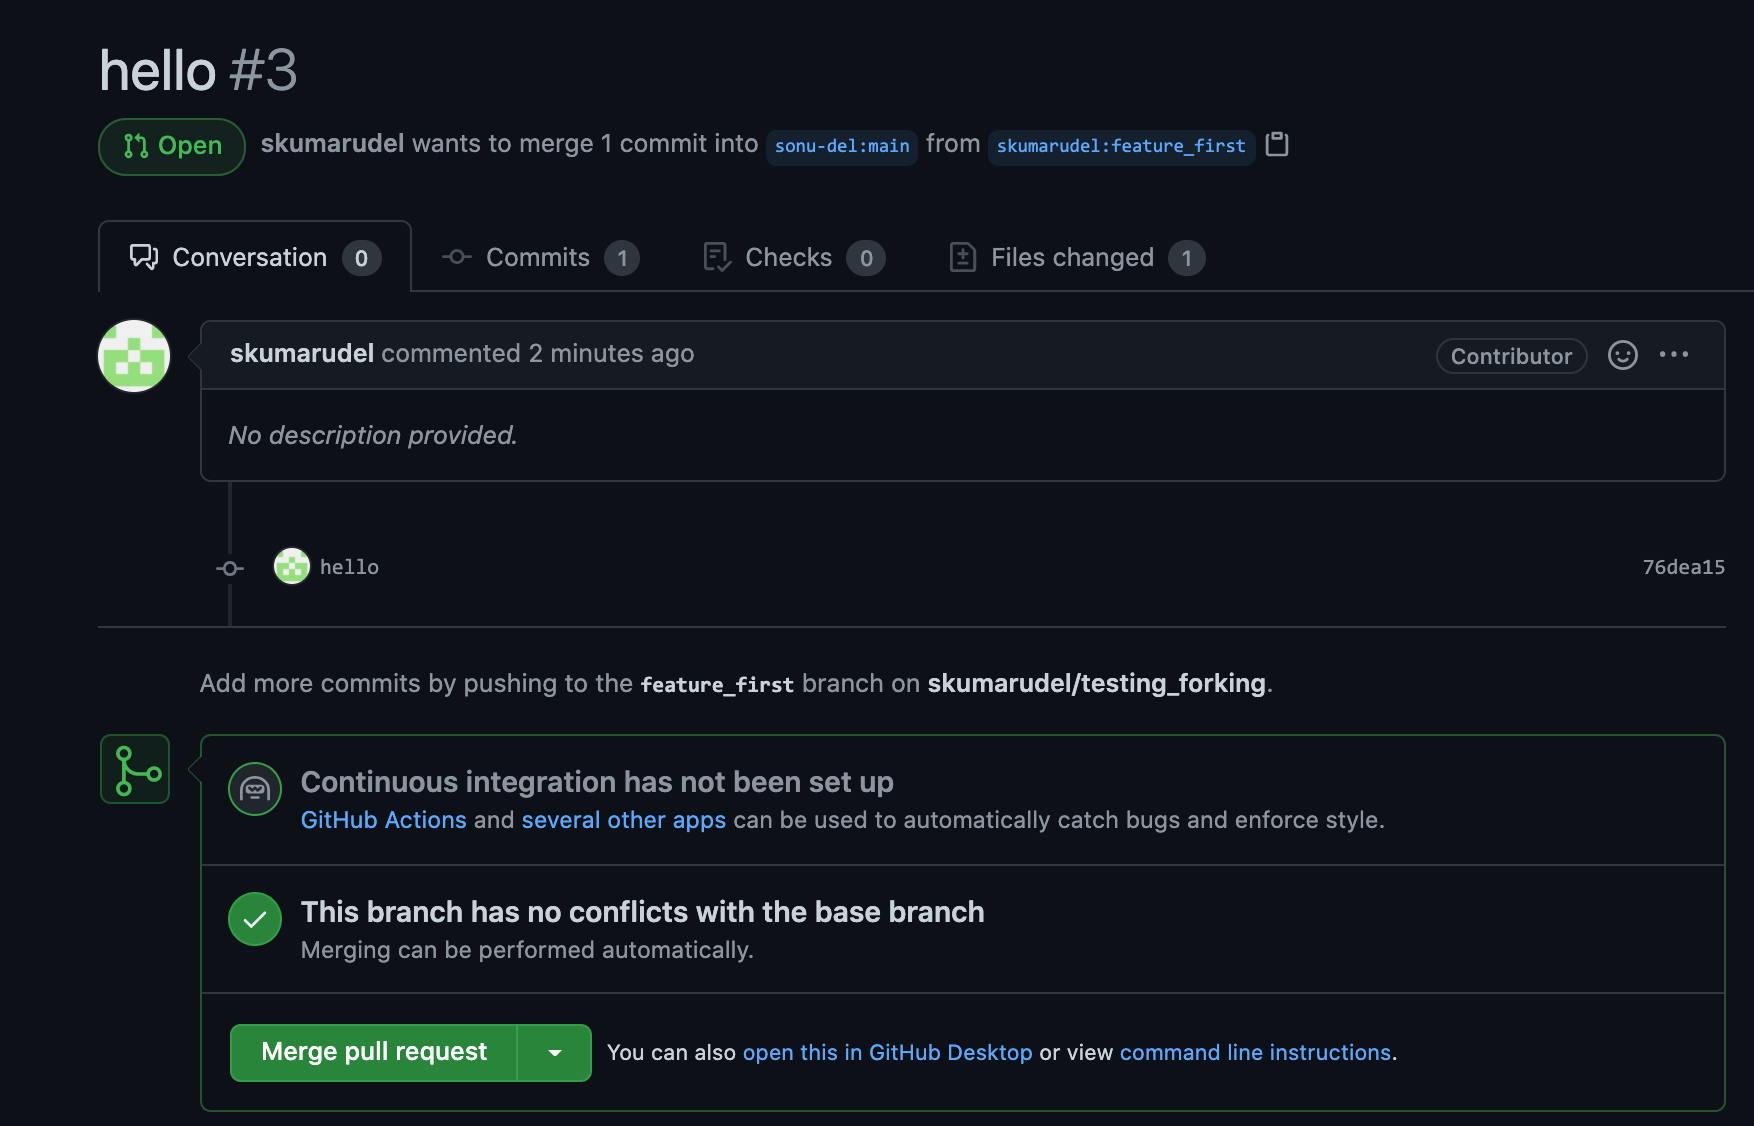 hello #3
Open skumarudel wants to merge 1 commit into sonu-del:main from skumarudel:feature_first
Conversation 0 Commits 1 Checks 0 Files changed 1
skumarudel commented 2 minutes ago Contributor
No description provided.
hello 76dea15
Add more commits by pushing to the feature_first branch on skumarudel/testing_forking.
Continuous integration has not been set up
GitHub Actions and several other apps can be used to automatically catch bugs and enforce style.
This branch has no conflicts with the base branch
Merging can be performed automatically.
Merge pull request You can also open this in GitHub Desktop or view command line instructions.